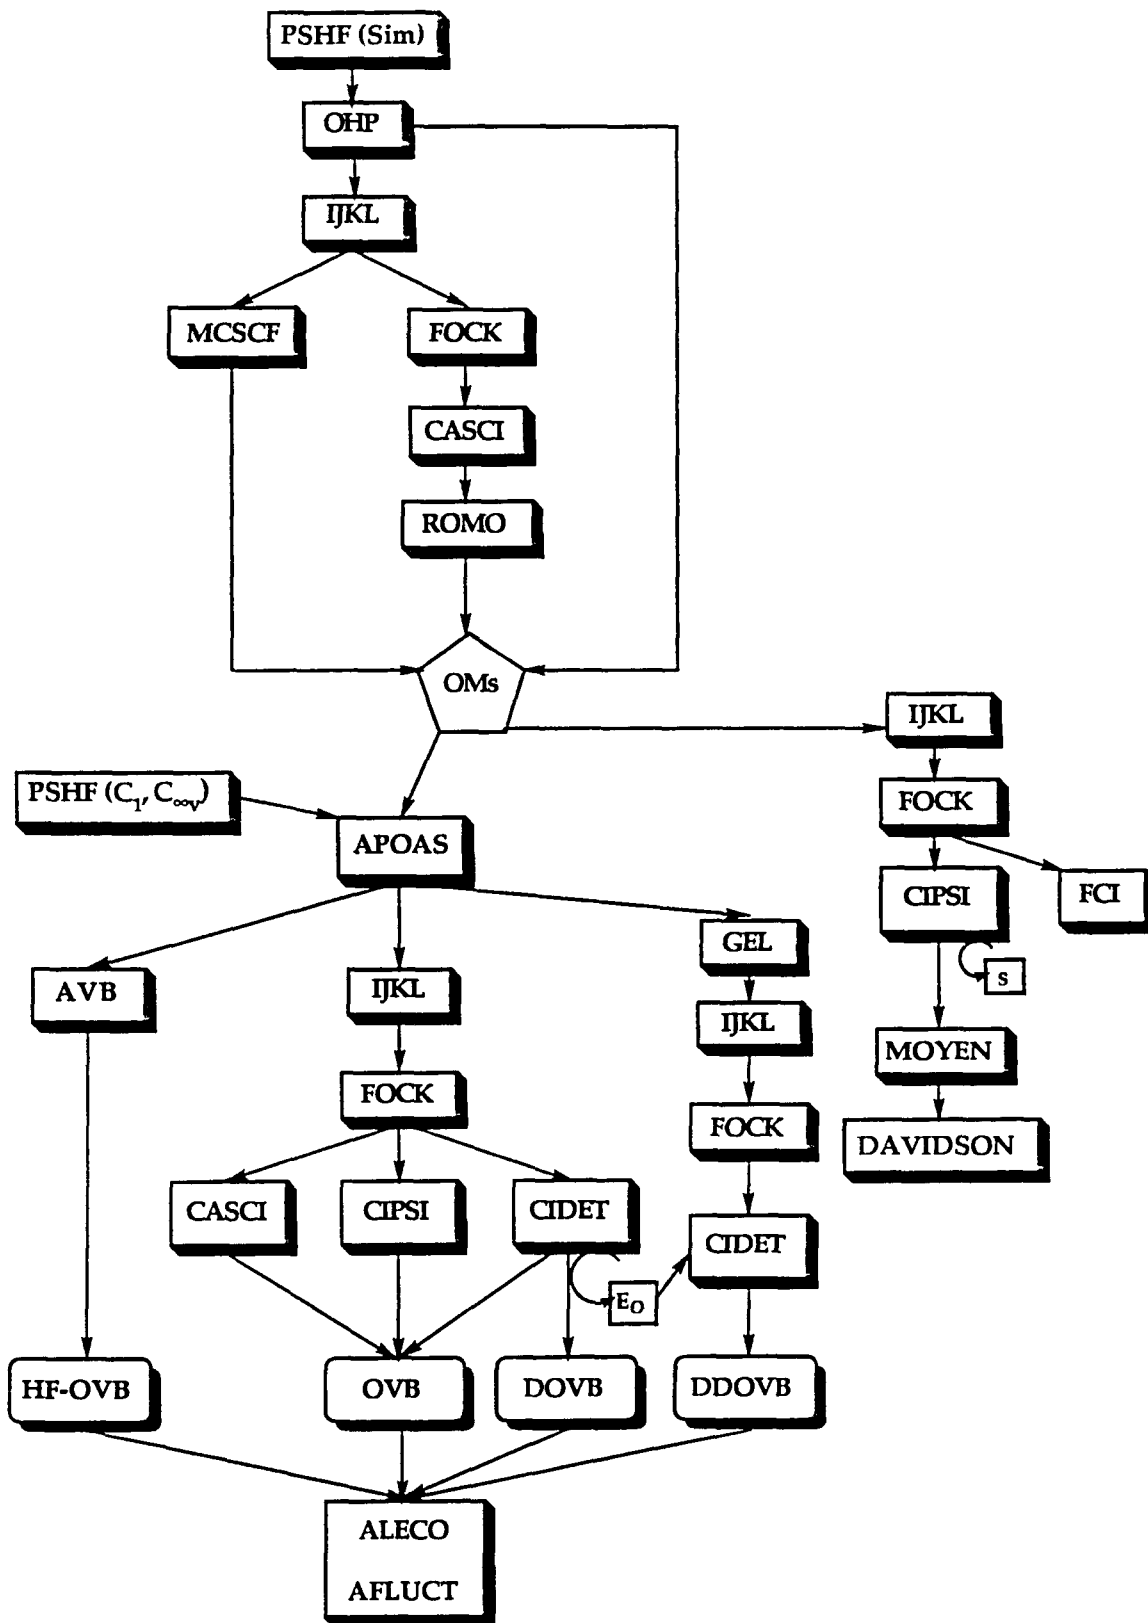 PSHF (Sim)
OHP
IJKL
MCSCF
FOCK
CASCI
ROMO
OMs
IJKL
PSHF (C1, C∞v)
FOCK
APOAS
CIPSI
FCI
GEL
s
AVB
IJKL
IJKL
MOYEN
FOCK
FOCK
DAVIDSON
CASCI
CIPSI
CIDET
CIDET
EO
HF-OVB
OVB
DOVB
DDOVB
ALECO
AFLUCT